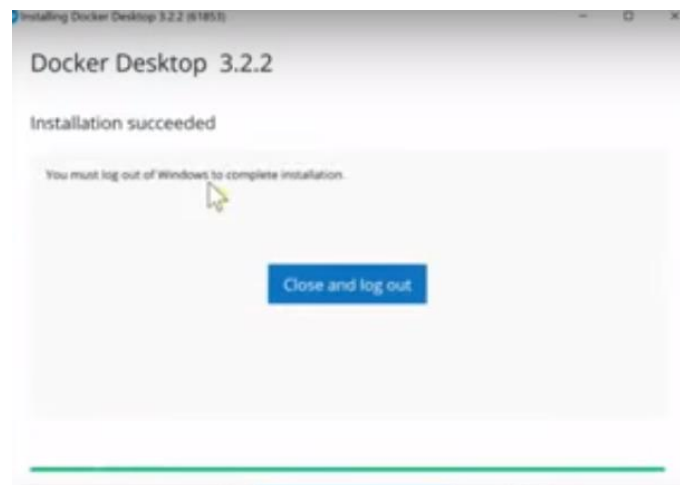 Installing Docker Desktop 3.2.2 (61853)
Docker Desktop 3.2.2
Installation succeeded
You must log out of Windows to complete installation.
Close and log out